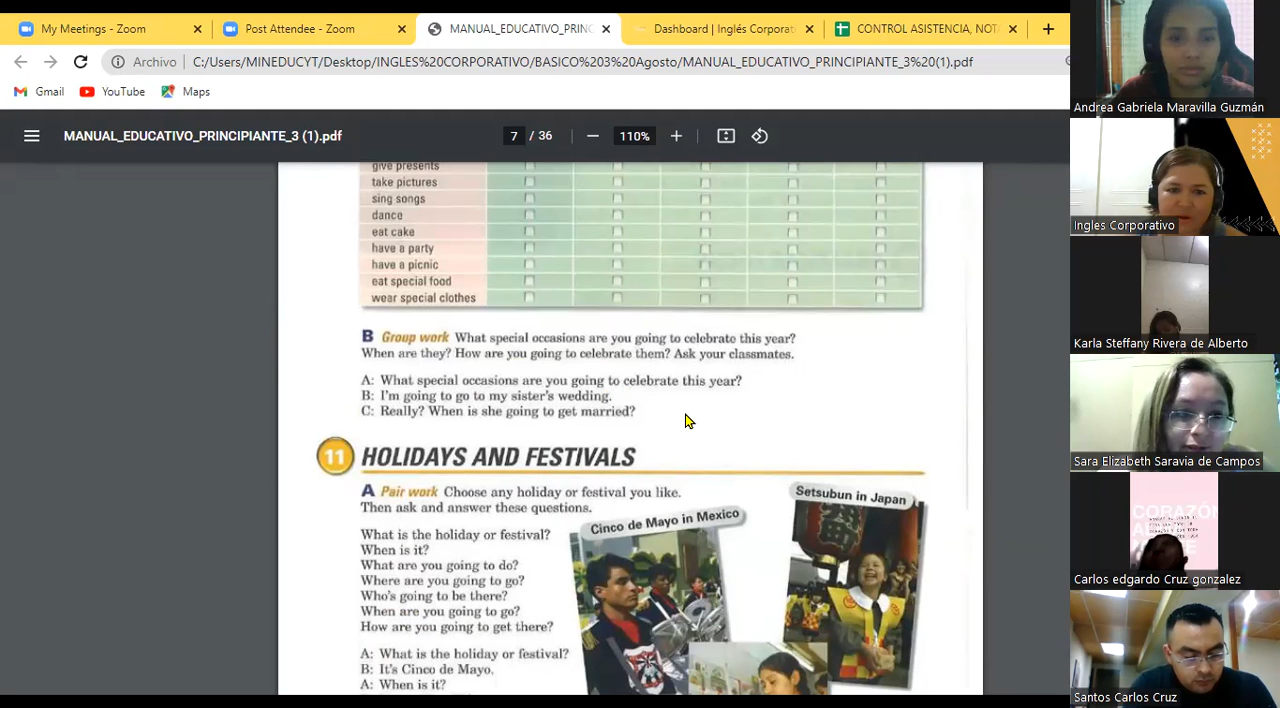 My Meetings - Zoom
Post Attendee - Zoom
MANUAL_EDUCATIVO_PRINC
Dashboard | Inglés Corporat
CONTROL ASISTENCIA, NOT
Archivo
C:/Users/MINEDUCYT/Desktop/INGLES%20CORPORATIVO/BASICO%203%20Agosto/MANUAL_EDUCATIVO_PRINCIPIANTE_3%20(1).pdf
Gmail
YouTube
Maps
MANUAL_EDUCATIVO_PRINCIPIANTE_3 (1).pdf
7 / 36
110%
give presents
take pictures
sing songs
dance
eat cake
have a party
have a picnic
eat special food
wear special clothes
B Group work What special occasions are you going to celebrate this year?
When are they? How are you going to celebrate them? Ask your classmates.
A: What special occasions are you going to celebrate this year?
B: I'm going to go to my sister's wedding.
C: Really? When is she going to get married?
11 HOLIDAYS AND FESTIVALS
A Pair work Choose any holiday or festival you like.
Then ask and answer these questions.
What is the holiday or festival?
When is it?
What are you going to do?
Where are you going to go?
Who's going to be there?
When are you going to go?
How are you going to get there?
A: What is the holiday or festival?
B: It's Cinco de Mayo.
A: When is it?
Cinco de Mayo in Mexico
Setsubun in Japan
Andrea Gabriela Maravilla Guzmán
Ingles Corporativo
Karla Steffany Rivera de Alberto
Sara Elizabeth Saravia de Campos
CORAZÓN
Carlos edgardo Cruz gonzalez
Santos Carlos Cruz